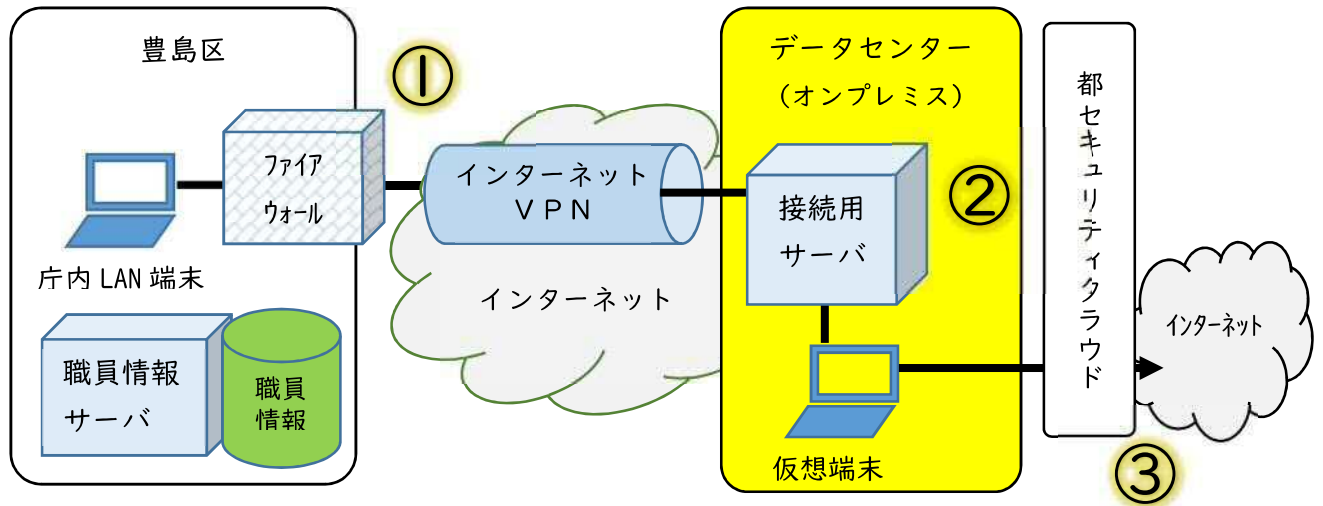 豊島区
①
ファイア
ウォール
庁内 LAN 端末
職員情報
サーバ
職員
情報
インターネット
VPN
インターネット
データセンター
(オンプレミス)
接続用
サーバ
②
仮想端末
都セキュリティクラウド
③
インターネット